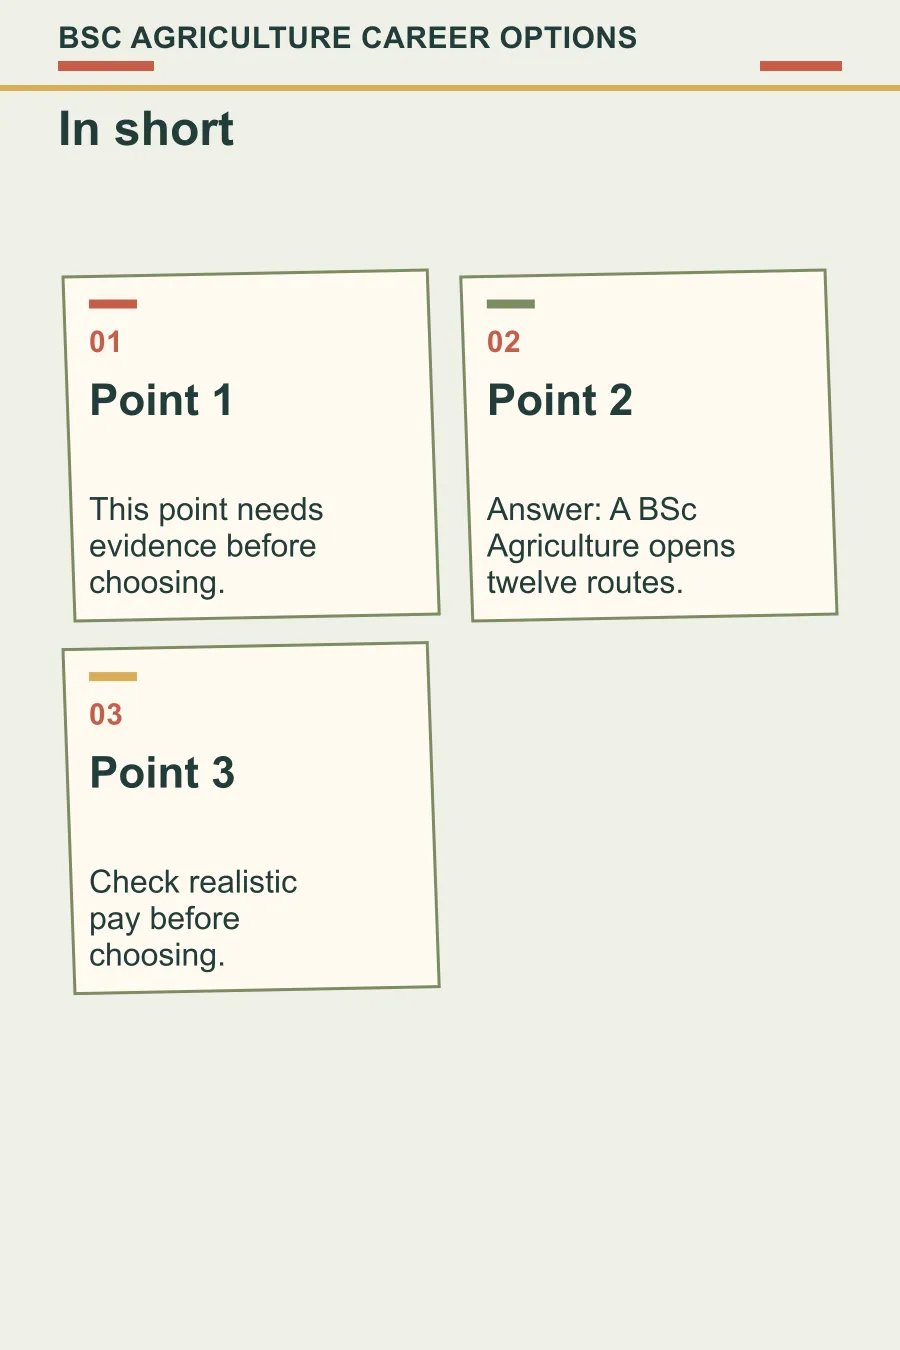 BSC AGRICULTURE CAREER OPTIONS
In short
01
Point 1
This point needs
evidence before
choosing.
02
Point 2
Answer: A BSc
Agriculture opens
twelve routes.
03
Point 3
Check realistic
pay before
choosing.